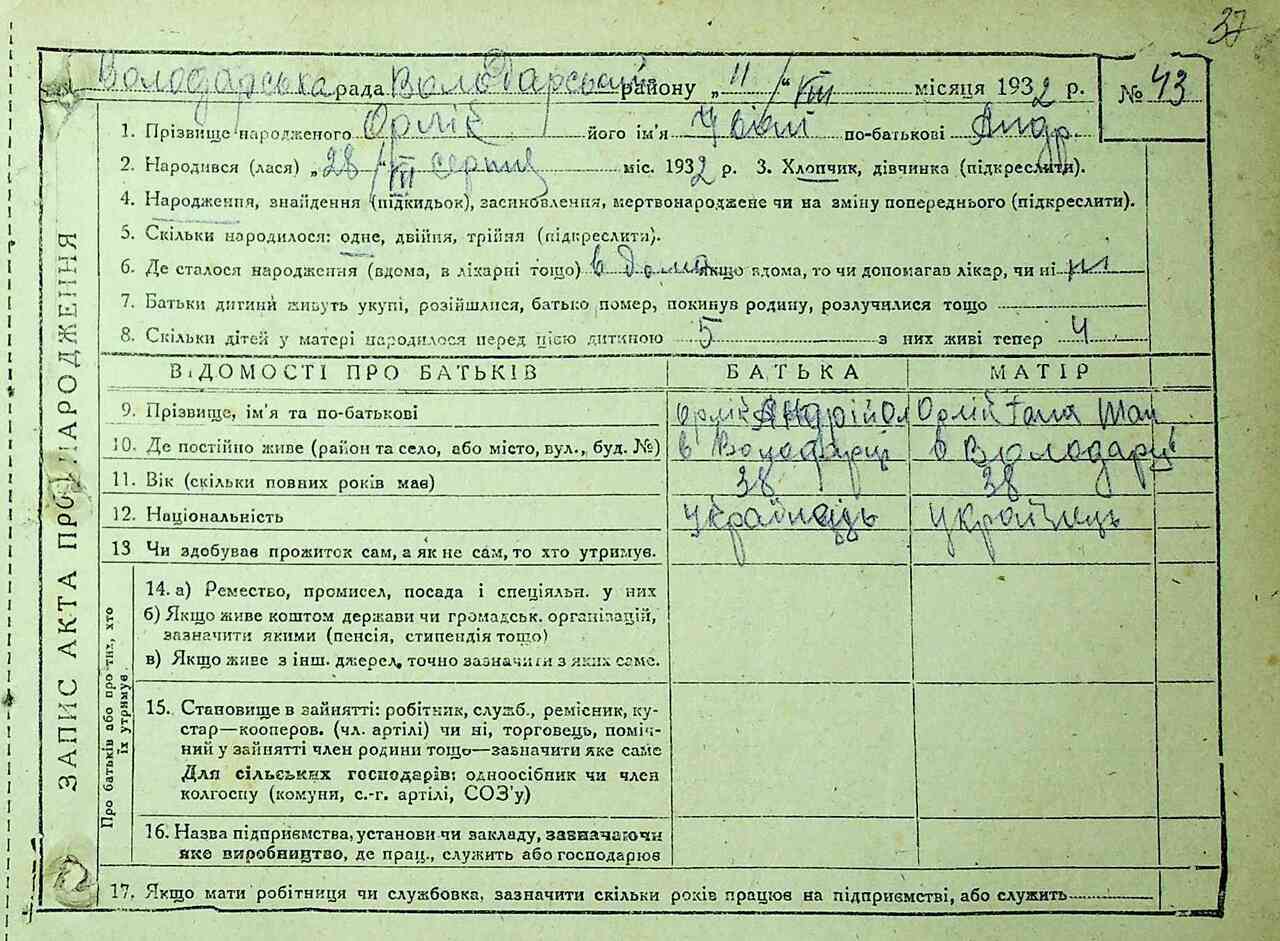 37
Володарська рада Володарський району „11/“ VIII місяця 1932 р. № 43
1. Прізвище народженого Орлік його ім'я по-батькові Андр.
2. Народився (лася) „28/VII серпня міс. 1932 р. 3. Хлопчик, дівчинка (підкреслити).
4. Народження, знайдення (підкидьок), засиновлення, мертвонароджене чи на зміну попереднього (підкреслити).
5. Скільки народилося: одне, двійня, трійня (підкреслити).
6. Де сталося народження (вдома, в лікарні тощо) в дома якщо вдома, то чи допомагав лікар, чи ні ні
7. Батьки дитини живуть укупі, розійшлися, батько помер, покинув родину, розлучилися тощо
8. Скільки дітей у матері народилося перед цією дитиною 5 з них живі тепер 4
ВІДОМОСТІ ПРО БАТЬКІВ БАТЬКА МАТІР
9. Прізвище, ім'я та по-батькові Орлік Андрій Ол Орлій
10. Де постійно живе (район та село, або місто, вул., буд. №) в Володарці в Володарці
11. Вік (скільки повних років має) 38 38
12. Національність українець українець
13 Чи здобував прожиток сам, а як не сам, то хто утримув.
14. а) Ремество, промисел, посада і спеціяльн. у них
б) Якщо живе коштом держави чи громадськ. організацій,
зазначити якими (пенсія, стипендія тощо)
в) Якщо живе з інш. джерел, точно зазначити з яких саме.
15. Становище в зайнятті: робітник, служб., ремісник, ку-
стар—кооперов. (чл. артілі) чи ні, торговець, поміч-
ний у зайнятті член родини тощо—зазначити яке саме
Для сільських господарів: одноосібник чи член
колгоспу (комуни, с.-г. артілі, СОЗ'у)
16. Назва підприємства, установи чи закладу, зазначаючи
яке виробництво, де прац., служить або господарює
17. Якщо мати робітниця чи службовка, зазначити скільки років працює на підприємстві, або служить
ЗАПИС АКТА ПРО НАРОДЖЕННЯ
Про батьків або про тих, хто
їх утримує